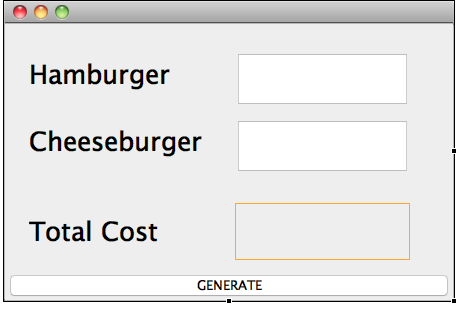 Hamburger
Cheeseburger
Total Cost
GENERATE